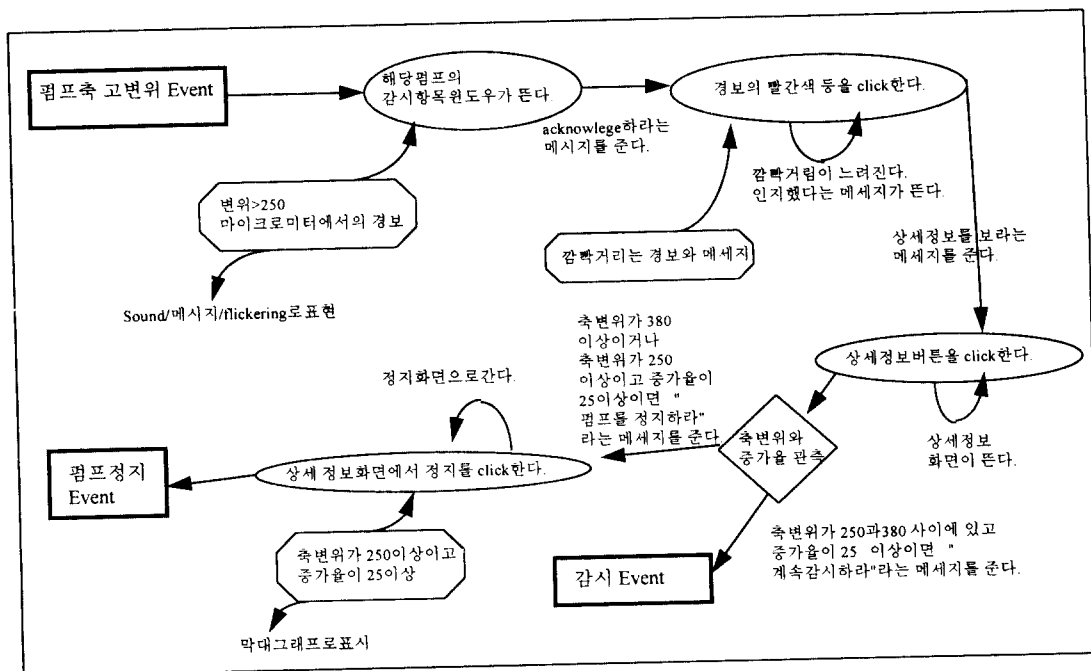 펌프축 고변위 Event
해당펌프의
감시항목윈도우가 뜬다.
경보의 빨간색 등을 click한다.
acknowlege하라는
메시지를 준다.
깜빡거림이 느려진다.
인지했다는 메세지가 뜬다.
변위>250
마이크로미터에서의 경보
깜빡거리는 경보와 메세지
상세정보를 보라는
메세지를 준다.
Sound/메시지/flickering로표현
축변위가 380
이상이거나
축변위가 250
이상이고 증가율이
25이상이면 "
펌프를 정지하라"
라는 메세지를 준다
상세정보버튼을 click한다.
정지화면으로간다.
축변위와
증가율 관측
상세정보
화면이 뜬다.
펌프정지
Event
상세 정보화면에서 정지를 click한다.
축변위가 250이상이고
증가율이 25이상
감시 Event
축변위가 250과380 사이에 있고
증가율이 25 이상이면 "
계속감시하라"라는 메세지를 준다.
막대그래프로표시